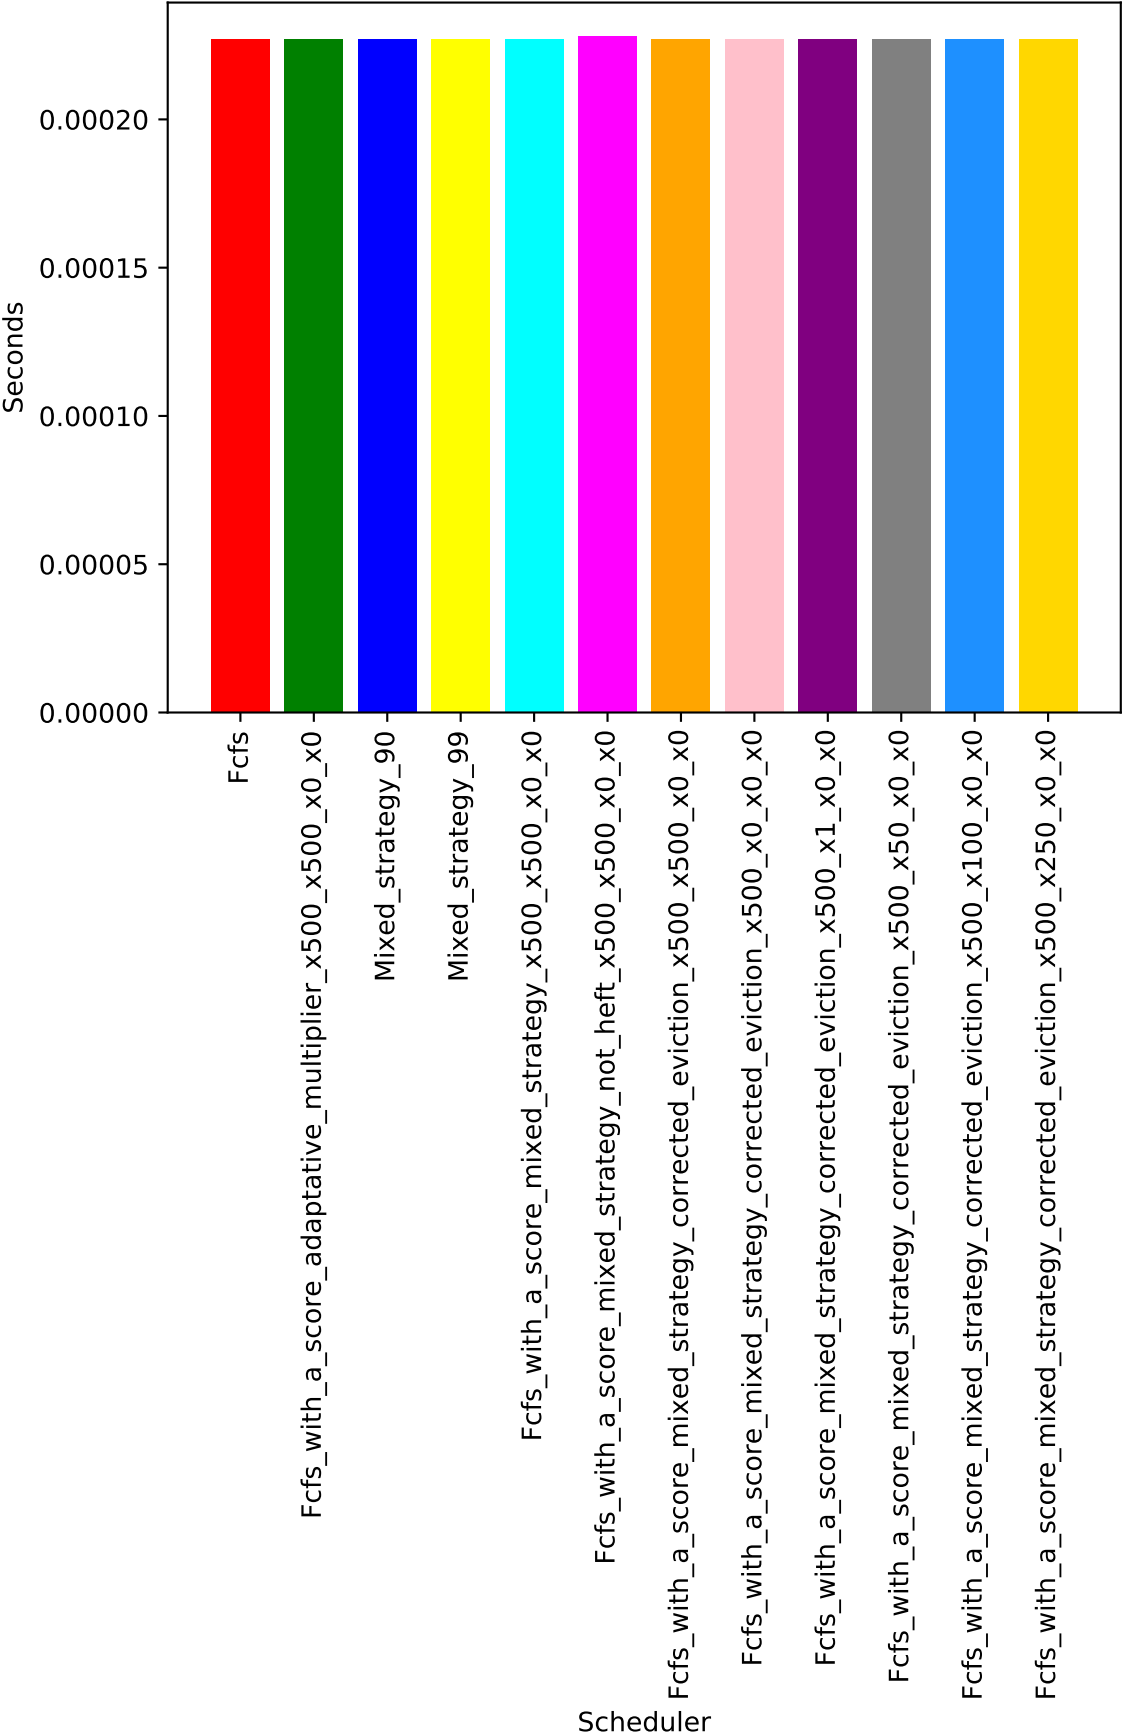 0.00020
0.00015
0.00010
0.00005
0.00000
Seconds
Fcfs
Fcfs_with_a_score_adaptative_multiplier_x500_x500_x0_x0
Mixed_strategy_90
Mixed_strategy_99
Fcfs_with_a_score_mixed_strategy_x500_x500_x0_x0
Fcfs_with_a_score_mixed_strategy_not_heft_x500_x500_x0_x0
Fcfs_with_a_score_mixed_strategy_corrected_eviction_x500_x500_x0_x0
Fcfs_with_a_score_mixed_strategy_corrected_eviction_x500_x0_x0_x0
Fcfs_with_a_score_mixed_strategy_corrected_eviction_x500_x1_x0_x0
Fcfs_with_a_score_mixed_strategy_corrected_eviction_x500_x50_x0_x0
Fcfs_with_a_score_mixed_strategy_corrected_eviction_x500_x100_x0_x0
Fcfs_with_a_score_mixed_strategy_corrected_eviction_x500_x250_x0_x0
Scheduler